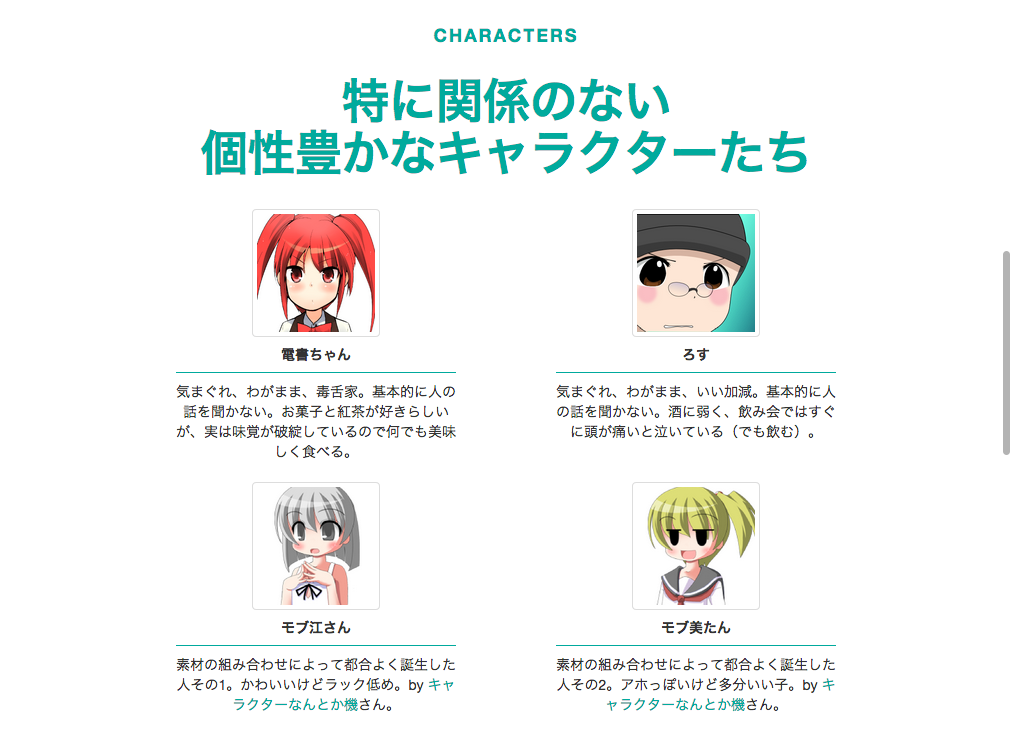 CHARACTERS
特に関係のない
個性豊かなキャラクターたち
電書ちゃん
気まぐれ、わがまま、毒舌家。基本的に人の
話を聞かない。お菓子と紅茶が好きらしい
が、実は味覚が破綻しているので何でも美味
しく食べる。
ろす
気まぐれ、わがまま、いい加減。基本的に人
の話を聞かない。酒に弱く、飲み会ではすぐ
に頭が痛いと泣いている（でも飲む）。
モブ江さん
素材の組み合わせによって都合よく誕生した
人その1。かわいいけどラック低め。by キャ
ラクターなんとか機さん。
モブ美たん
素材の組み合わせによって都合よく誕生した
人その2。アホっぽいけど多分いい子。by キ
ャラクターなんとか機さん。